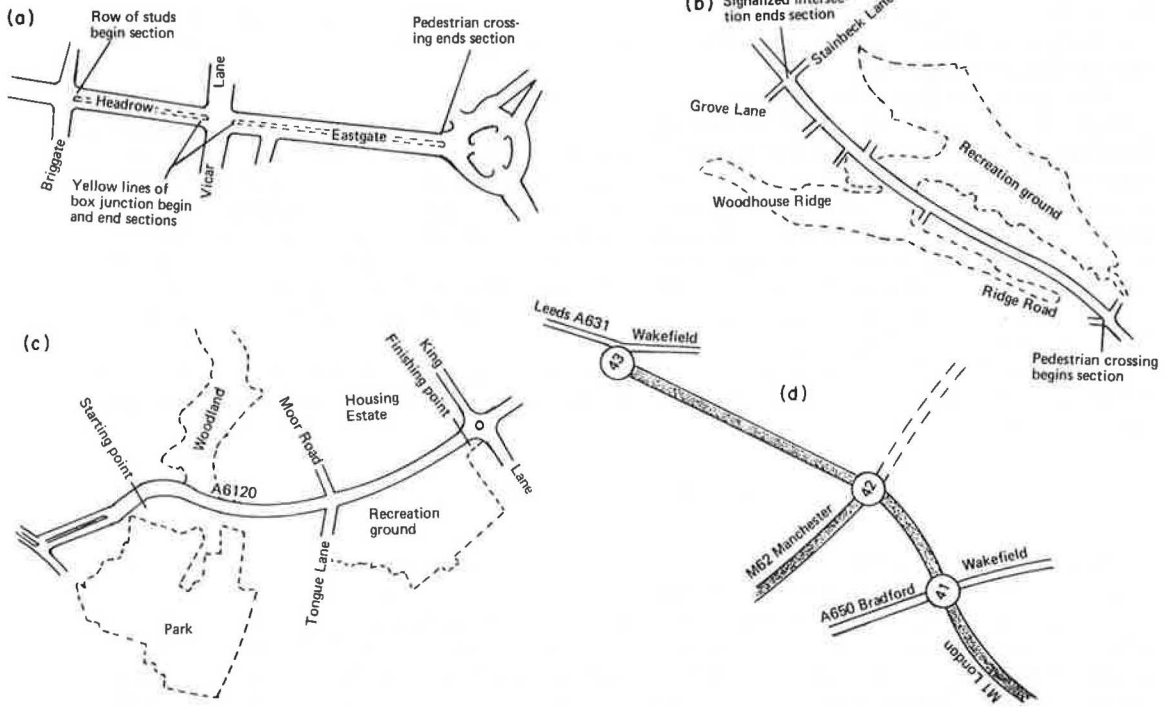 (a)
Row of studs
begin section
Pedestrian cross-
ing ends section
Lane
Headrow
Eastgate
Briggate
Vicar
Yellow lines of
box junction begin
and end sections
(b)
Signalized intersec-
tion ends section
Stainbeck Lane
Grove Lane
Recreation ground
Woodhouse Ridge
Ridge Road
Pedestrian crossing
begins section
(c)
Starting point
Woodland
Moor Road
Housing
Estate
King
Finishing point
Lane
A6120
Recreation
ground
Tongue Lane
Park
(d)
Leeds A631
Wakefield
43
42
M62 Manchester
41
Wakefield
A650 Bradford
M1 London